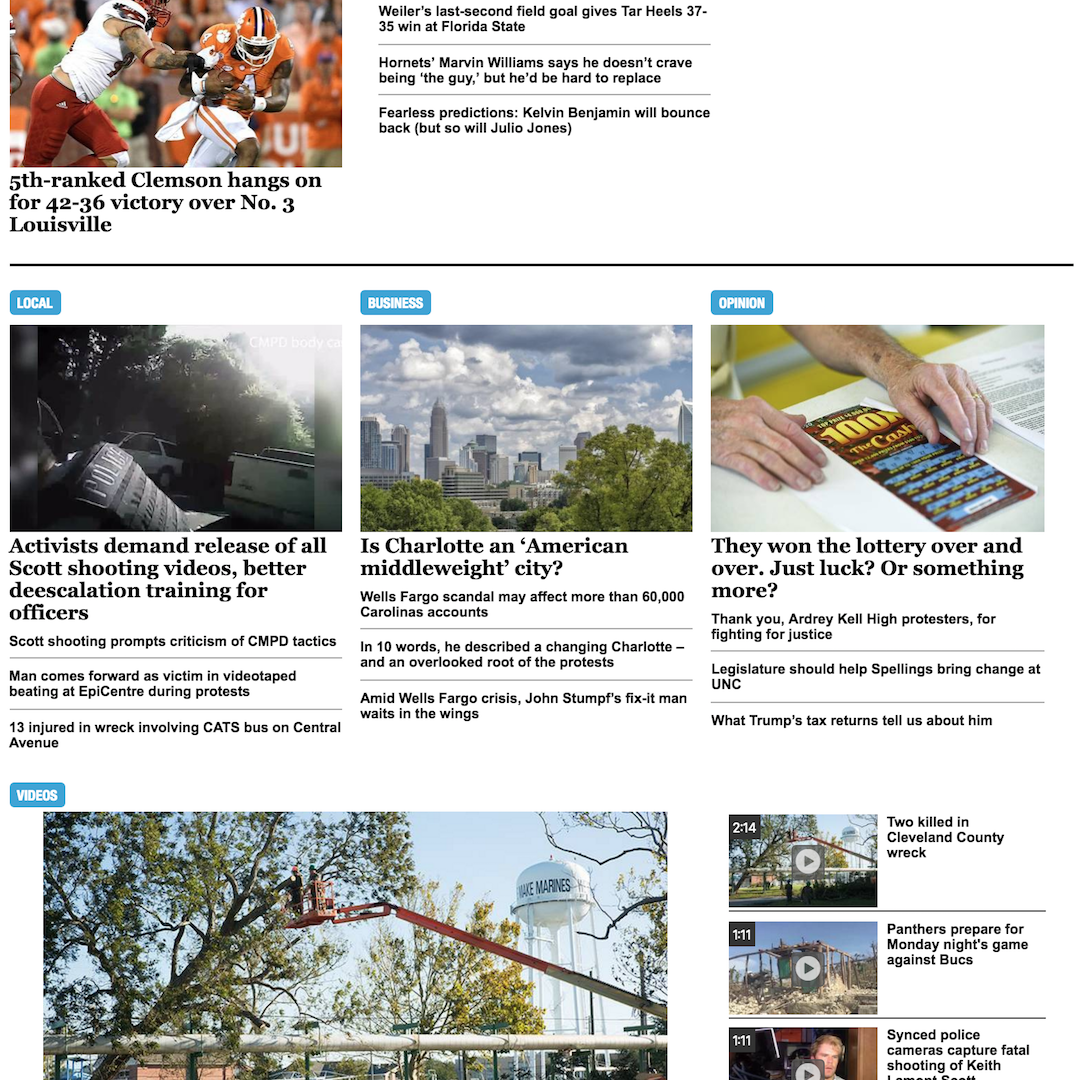 Weiler’s last-second field goal gives Tar Heels 37-
35 win at Florida State
Hornets’ Marvin Williams says he doesn’t crave
being ‘the guy,’ but he’d be hard to replace
Fearless predictions: Kelvin Benjamin will bounce
back (but so will Julio Jones)
5th-ranked Clemson hangs on
for 42-36 victory over No. 3
Louisville
LOCAL
CMPD body ca
POLICE
Activists demand release of all
Scott shooting videos, better
deescalation training for
officers
Scott shooting prompts criticism of CMPD tactics
Man comes forward as victim in videotaped
beating at EpiCentre during protests
13 injured in wreck involving CATS bus on Central
Avenue
BUSINESS
Is Charlotte an ‘American
middleweight’ city?
Wells Fargo scandal may affect more than 60,000
Carolinas accounts
In 10 words, he described a changing Charlotte –
and an overlooked root of the protests
Amid Wells Fargo crisis, John Stumpf’s fix-it man
waits in the wings
OPINION
100X
The Cash
They won the lottery over and
over. Just luck? Or something
more?
Thank you, Ardrey Kell High protesters, for
fighting for justice
Legislature should help Spellings bring change at
UNC
What Trump’s tax returns tell us about him
VIDEOS
MAKE MARINES
2:14
Two killed in
Cleveland County
wreck
1:11
Panthers prepare for
Monday night's game
against Bucs
1:11
Synced police
cameras capture fatal
shooting of Keith
Lamont Scott